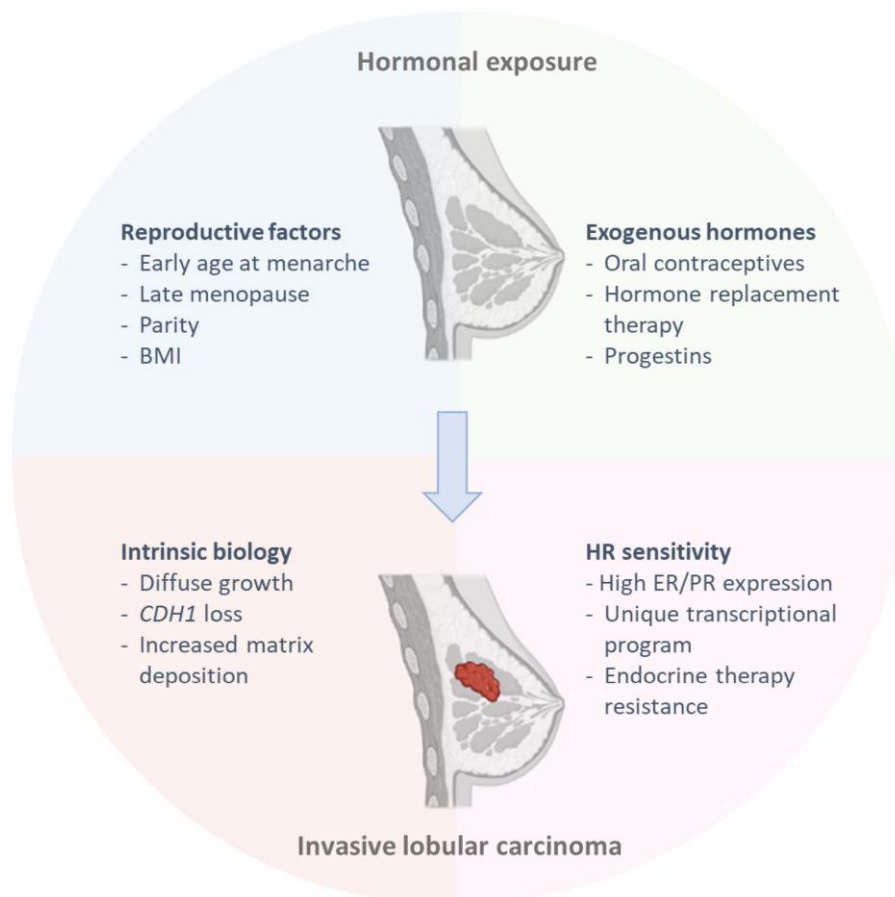 Hormonal exposure
Reproductive factors
- Early age at menarche
- Late menopause
- Parity
- BMI
Exogenous hormones
- Oral contraceptives
- Hormone replacement
therapy
- Progestins
Intrinsic biology
- Diffuse growth
- CDH1 loss
- Increased matrix
deposition
HR sensitivity
- High ER/PR expression
- Unique transcriptional
program
- Endocrine therapy
resistance
Invasive lobular carcinoma